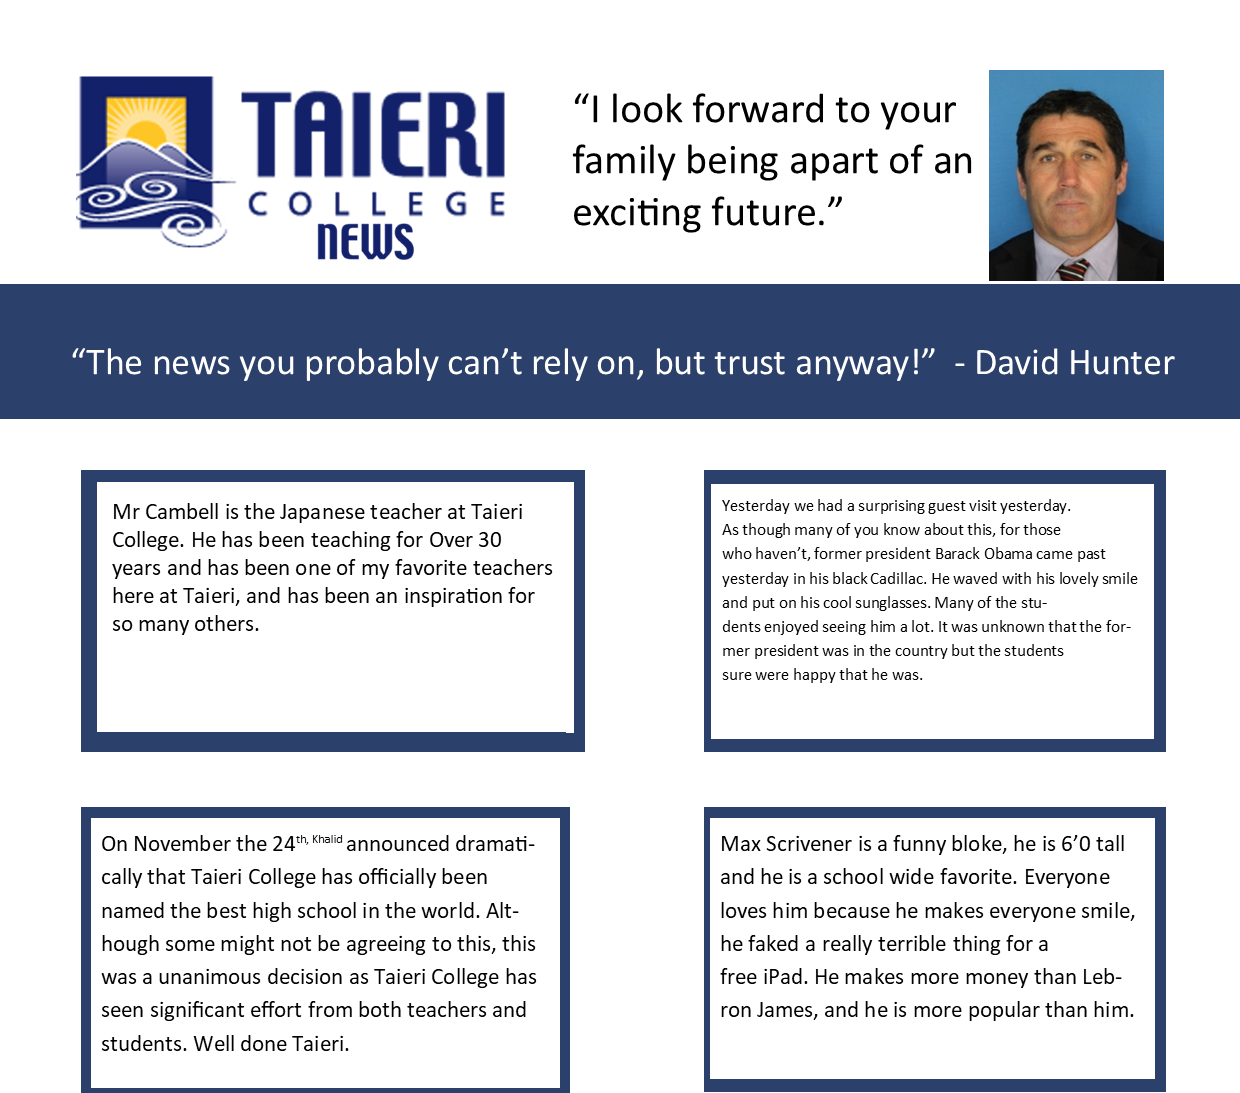 TAIERI
COLLEGE
NEWS
“I look forward to your
family being apart of an
exciting future.”
“The news you probably can’t rely on, but trust anyway!”  - David Hunter
Mr Cambell is the Japanese teacher at Taieri
College. He has been teaching for Over 30
years and has been one of my favorite teachers
here at Taieri, and has been an inspiration for
so many others.
Yesterday we had a surprising guest visit yesterday.
As though many of you know about this, for those
who haven’t, former president Barack Obama came past
yesterday in his black Cadillac. He waved with his lovely smile
and put on his cool sunglasses. Many of the stu-
dents enjoyed seeing him a lot. It was unknown that the for-
mer president was in the country but the students
sure were happy that he was.
On November the 24th, Khalid announced dramati-
cally that Taieri College has officially been
named the best high school in the world. Alt-
hough some might not be agreeing to this, this
was a unanimous decision as Taieri College has
seen significant effort from both teachers and
students. Well done Taieri.
Max Scrivener is a funny bloke, he is 6’0 tall
and he is a school wide favorite. Everyone
loves him because he makes everyone smile,
he faked a really terrible thing for a
free iPad. He makes more money than Leb-
ron James, and he is more popular than him.